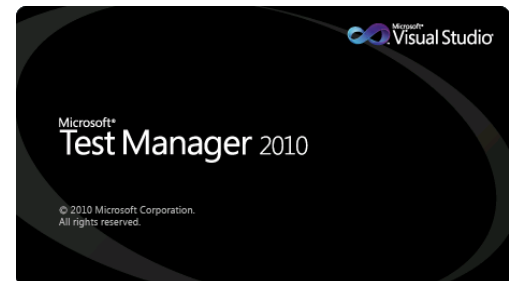 Microsoft®
Visual Studio®
Microsoft®
Test Manager 2010
© 2010 Microsoft Corporation.
All rights reserved.